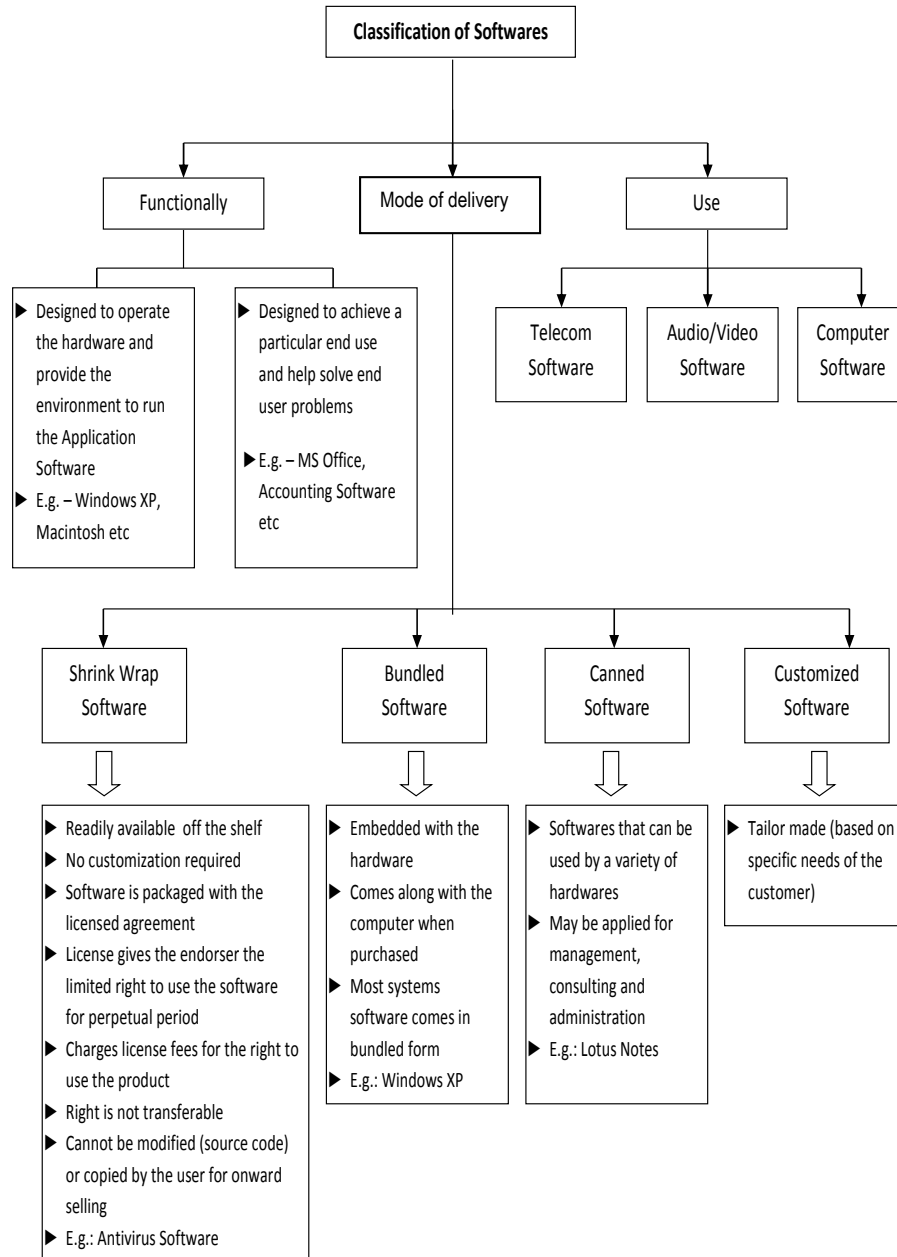 Classification of Softwares
Functionally
Mode of delivery
Use
▶ Designed to operate
the hardware and
provide the
environment to run
the Application
Software
▶ E.g. – Windows XP,
Macintosh etc
▶ Designed to achieve a
particular end use
and help solve end
user problems
▶ E.g. – MS Office,
Accounting Software
etc
Telecom
Software
Audio/Video
Software
Computer
Software
Shrink Wrap
Software
Bundled
Software
Canned
Software
Customized
Software
▶ Readily available off the shelf
▶ No customization required
▶ Software is packaged with the
licensed agreement
▶ License gives the endorser the
limited right to use the software
for perpetual period
▶ Charges license fees for the right to
use the product
▶ Right is not transferable
▶ Cannot be modified (source code)
or copied by the user for onward
selling
▶ E.g.: Antivirus Software
▶ Embedded with the
hardware
▶ Comes along with the
computer when
purchased
▶ Most systems
software comes in
bundled form
▶ E.g.: Windows XP
▶ Softwares that can be
used by a variety of
hardwares
▶ May be applied for
management,
consulting and
administration
▶ E.g.: Lotus Notes
▶ Tailor made (based on
specific needs of the
customer)